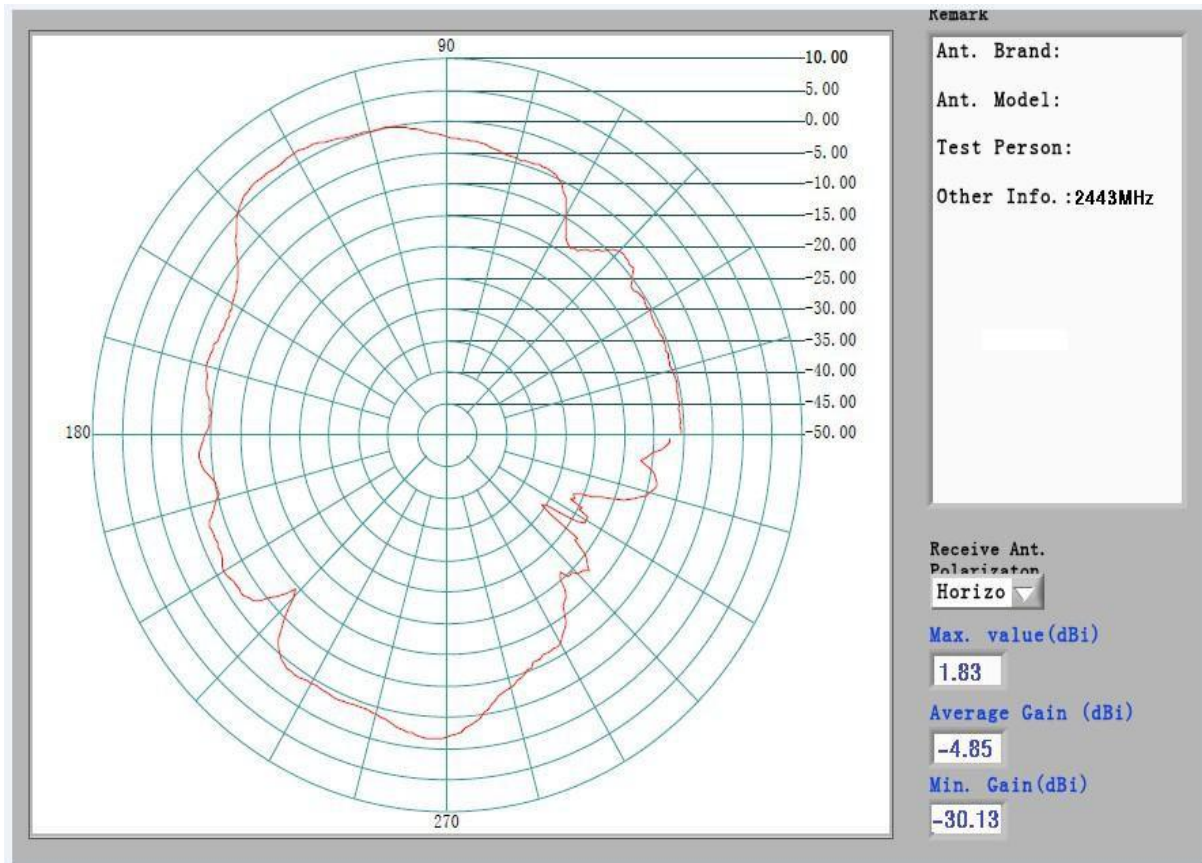 90
10.00
5.00
0.00
-5.00
-10.00
-15.00
-20.00
-25.00
-30.00
-35.00
-40.00
-45.00
180
-50.00
270
Remark
Ant. Brand:
Ant. Model:
Test Person:
Other Info.:2443MHz
Receive Ant.
Polarizaton
Horizo
Max. value(dBi)
1.83
Average Gain (dBi)
-4.85
Min. Gain(dBi)
-30.13